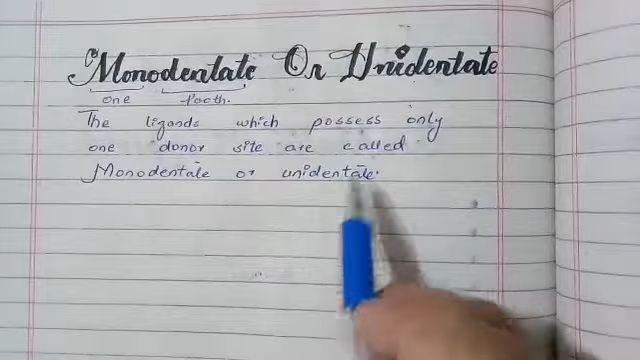 Monodentate Or Unidentate
one tooth.
The ligands which possess only
one donor site are called
Monodentate or unidentate.